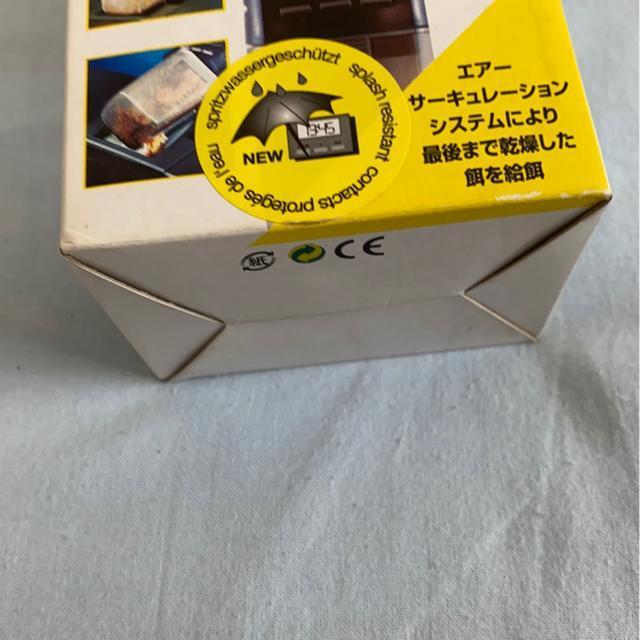 spritzwassergeschützt
splash resistant
contacts protégés de l'eau
1345
NEW
エアー
サーキュレーション
システムにより
最後まで乾燥した
餌を給餌
紙
CE